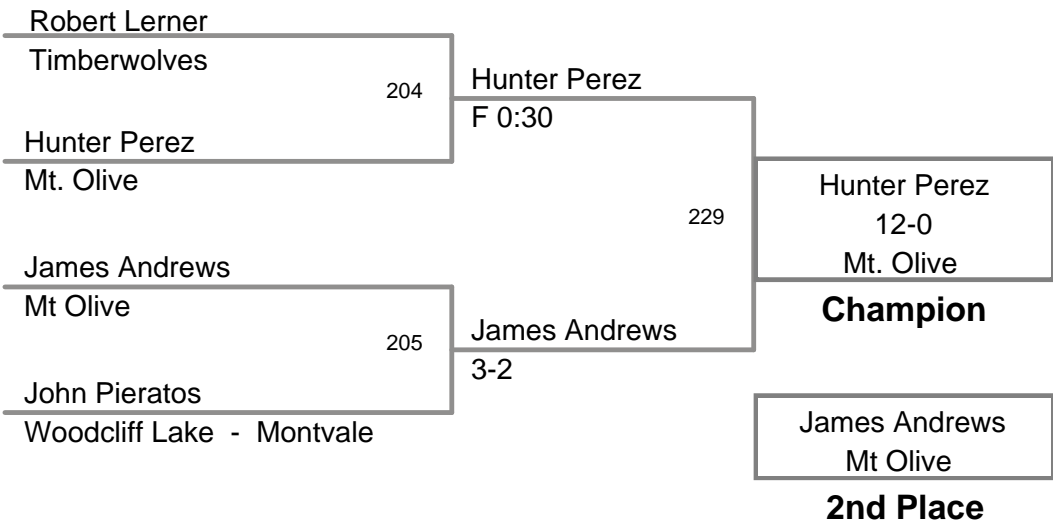 Robert Lerner
Timberwolves
204
Hunter Perez
Mt. Olive
Hunter Perez
F 0:30
James Andrews
Mt Olive
205
John Pieratos
Woodcliff Lake - Montvale
James Andrews
3-2
229
Hunter Perez
12-0
Mt. Olive
Champion
James Andrews
Mt Olive
2nd Place